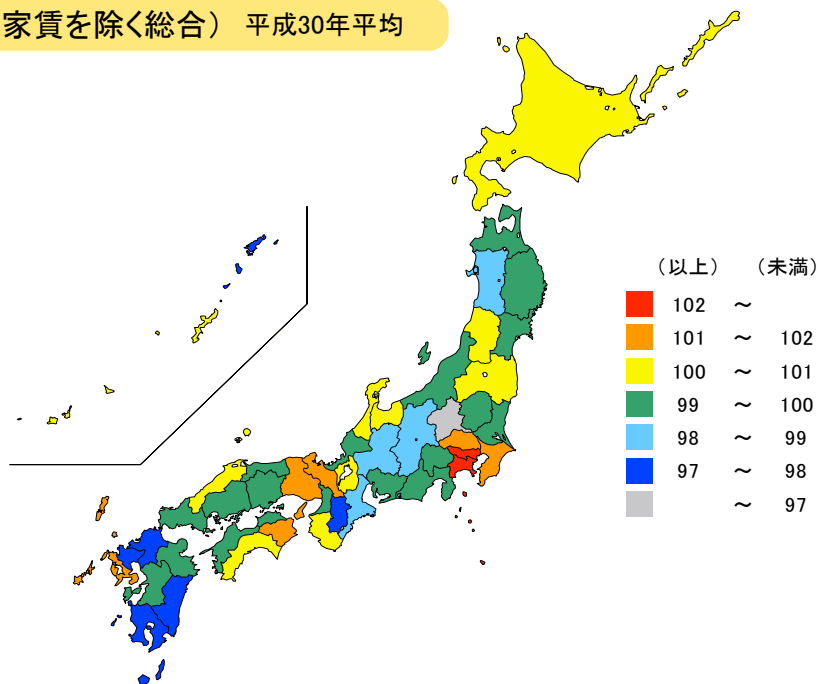 家賃を除く総合） 平成30年平均
（以上） （未満）
102 ～
101 ～ 102
100 ～ 101
99 ～ 100
98 ～ 99
97 ～ 98
～ 97